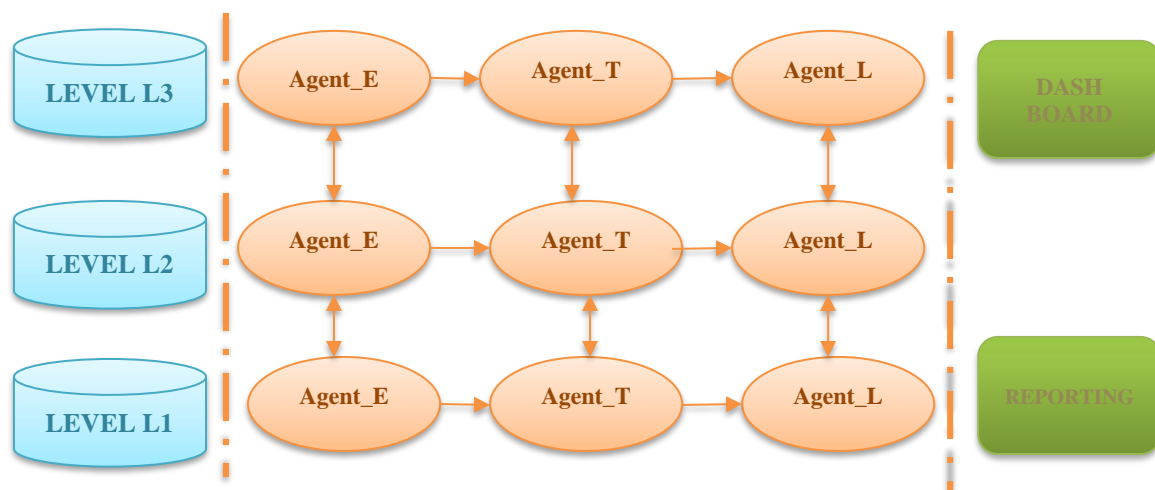 LEVEL L3
Agent_E
Agent_T
Agent_L
DASH
BOARD
LEVEL L2
Agent_E
Agent_T
Agent_L
LEVEL L1
Agent_E
Agent_T
Agent_L
REPORTING